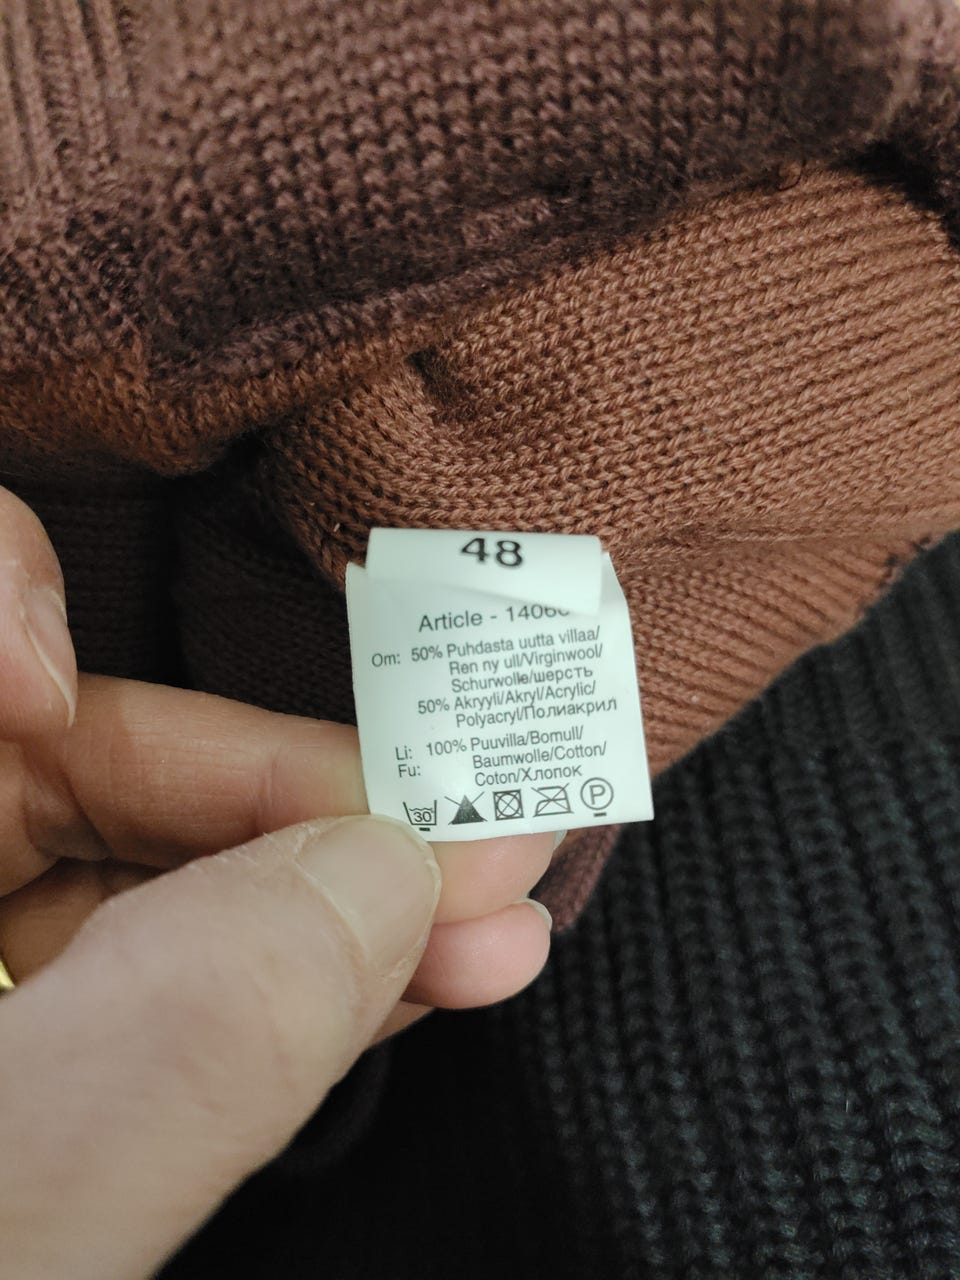 48
Article -
Om: 50% Puhdasta uutta villaa/
Ren ny ull/Virginwool/
Schurwolle/шерсть
50% Akryyli/Akryl/Acrylic/
Polyacryl/Полиакрил
Li: 100% Puuvilla/Bomull/
Fu: Baumwolle/Cotton/
Coton/Хлопок
30 P